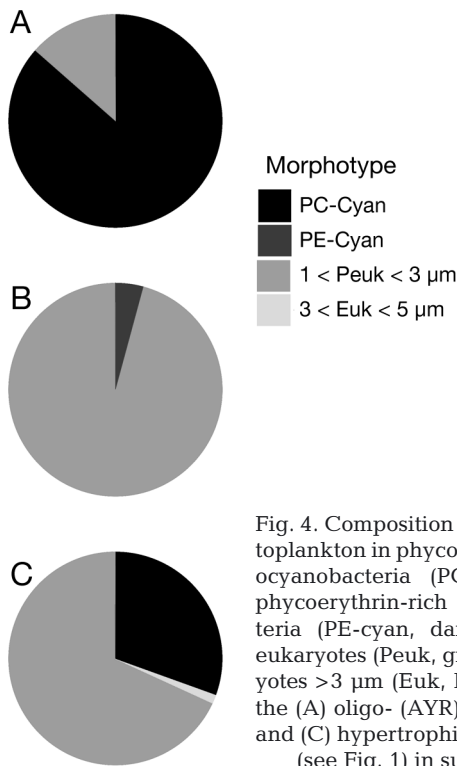 A
Morphotype
PC-Cyan
PE-Cyan
1 < Peuk < 3 µm
3 < Euk < 5 µm
B
C
Fig. 4. Composition
toplankton in phyco
ocyanobacteria (PC
phycoerythrin-rich
teria (PE-cyan, da
eukaryotes (Peuk, g
yotes >3 µm (Euk,
the (A) oligo- (AYR)
and (C) hypertrophi
(see Fig. 1) in su